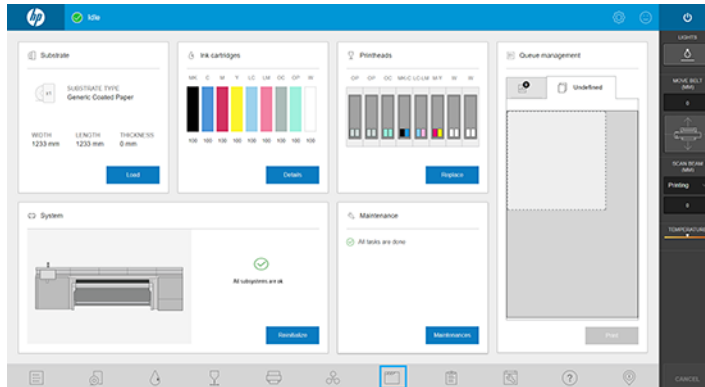 hp
Idle
Substrate
SUBSTRATE TYPE
Generic Coated Paper
WIDTH LENGTH THICKNESS
1233 mm 1233 mm 0 mm
Load
Ink cartridges
MK C M Y LC LM OC OP W
100 100 100 100 100 100 100 100 100
Details
Printheads
OP OP OC MK C LC LM M Y W W
Replace
Queue management
Undefined
Print
System
All subsystems are ok
Reinitialize
Maintenance
All tasks are done
Maintenances
LIGHTS
MOVE BELT
(MM)
0
SCAN BEAM
(MM)
Printing
TEMPERATURE
CANCEL
?